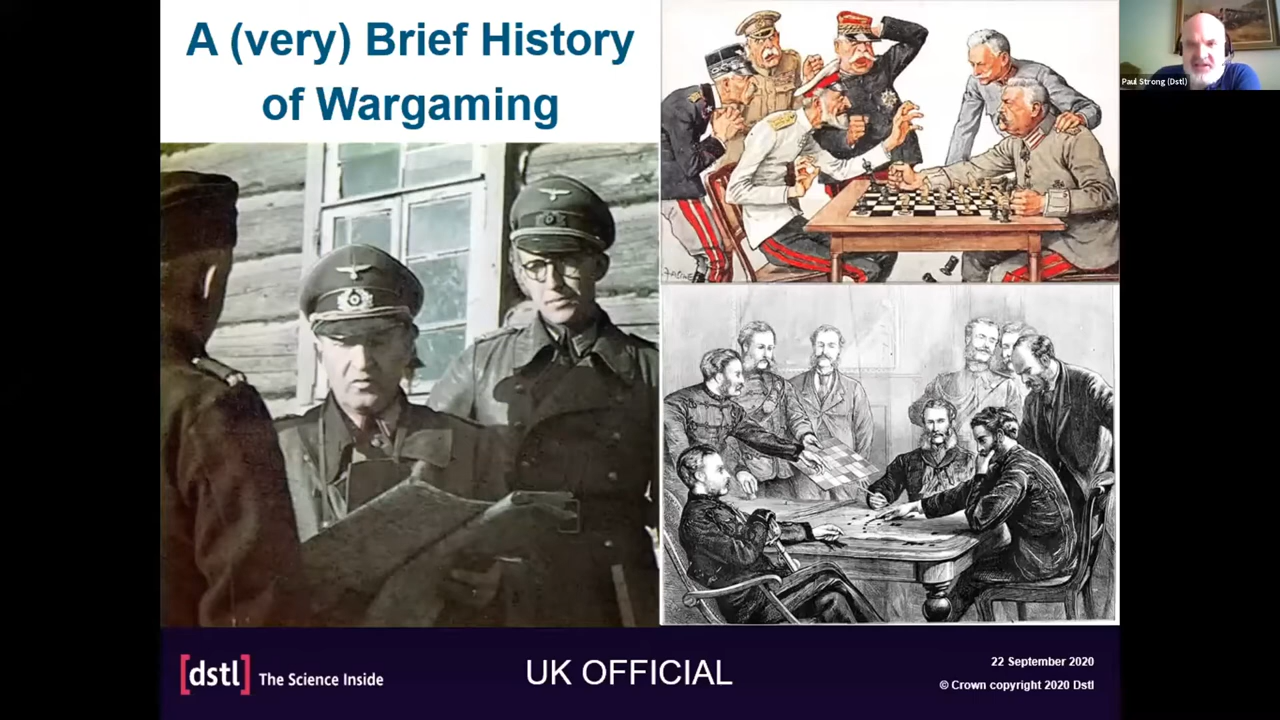 A (very) Brief History
of Wargaming
Paul Strong (Dstl)
[dstl] The Science Inside
UK OFFICIAL
22 September 2020
© Crown copyright 2020 Dstl